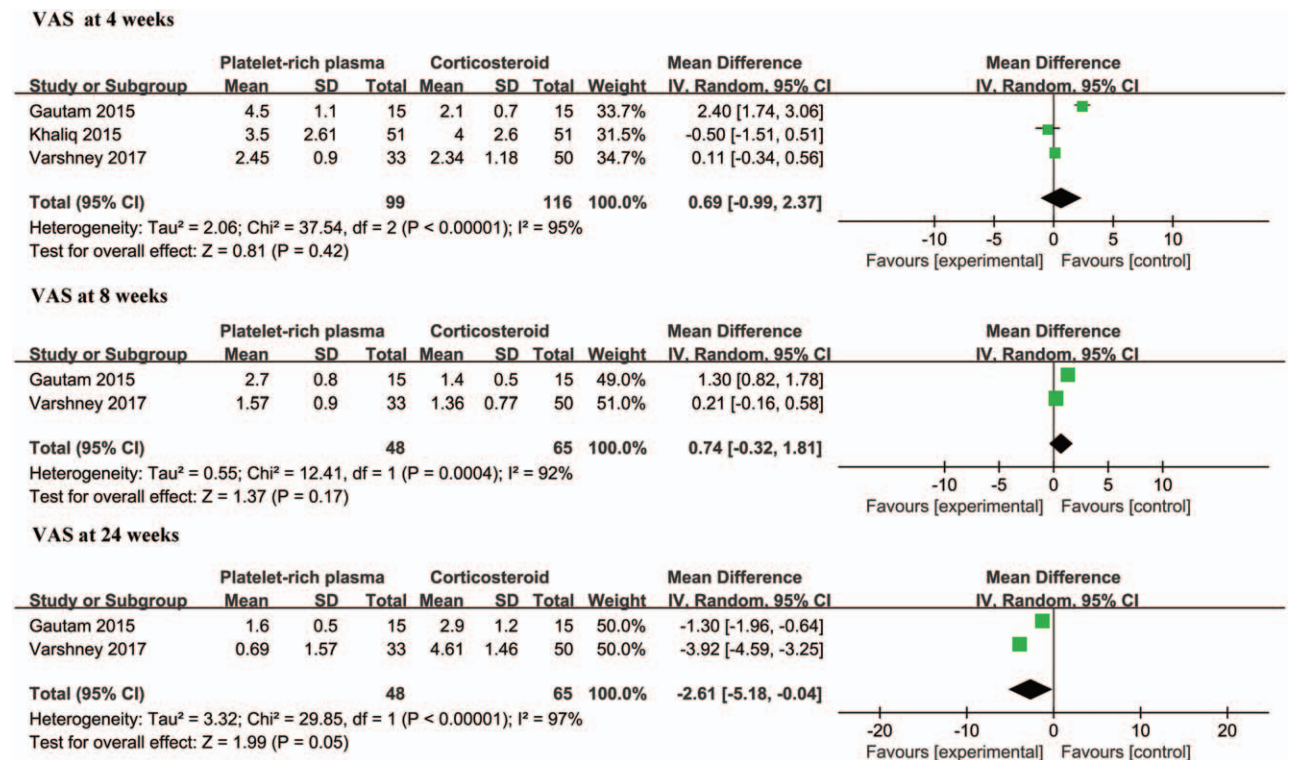 VAS at 4 weeks
Platelet-rich plasma Corticosteroid Mean Difference Mean Difference
Study or Subgroup Mean SD Total Mean SD Total Weight IV, Random, 95% CI IV, Random, 95% CI
Gautam 2015 4.5 1.1 15 2.1 0.7 15 33.7% 2.40 [1.74, 3.06]
Khaliq 2015 3.5 2.61 51 4 2.6 51 31.5% -0.50 [-1.51, 0.51]
Varshney 2017 2.45 0.9 33 2.34 1.18 50 34.7% 0.11 [-0.34, 0.56]
Total (95% CI) 99 116 100.0% 0.69 [-0.99, 2.37]
Heterogeneity: Tau² = 2.06; Chi² = 37.54, df = 2 (P < 0.00001); I² = 95%
Test for overall effect: Z = 0.81 (P = 0.42)
-10 -5 0 5 10
Favours [experimental] Favours [control]
VAS at 8 weeks
Platelet-rich plasma Corticosteroid Mean Difference Mean Difference
Study or Subgroup Mean SD Total Mean SD Total Weight IV, Random, 95% CI IV, Random, 95% CI
Gautam 2015 2.7 0.8 15 1.4 0.5 15 49.0% 1.30 [0.82, 1.78]
Varshney 2017 1.57 0.9 33 1.36 0.77 50 51.0% 0.21 [-0.16, 0.58]
Total (95% CI) 48 65 100.0% 0.74 [-0.32, 1.81]
Heterogeneity: Tau² = 0.55; Chi² = 12.41, df = 1 (P = 0.0004); I² = 92%
Test for overall effect: Z = 1.37 (P = 0.17)
-10 -5 0 5 10
Favours [experimental] Favours [control]
VAS at 24 weeks
Platelet-rich plasma Corticosteroid Mean Difference Mean Difference
Study or Subgroup Mean SD Total Mean SD Total Weight IV, Random, 95% CI IV, Random, 95% CI
Gautam 2015 1.6 0.5 15 2.9 1.2 15 50.0% -1.30 [-1.96, -0.64]
Varshney 2017 0.69 1.57 33 4.61 1.46 50 50.0% -3.92 [-4.59, -3.25]
Total (95% CI) 48 65 100.0% -2.61 [-5.18, -0.04]
Heterogeneity: Tau² = 3.32; Chi² = 29.85, df = 1 (P < 0.00001); I² = 97%
Test for overall effect: Z = 1.99 (P = 0.05)
-20 -10 0 10 20
Favours [experimental] Favours [control]